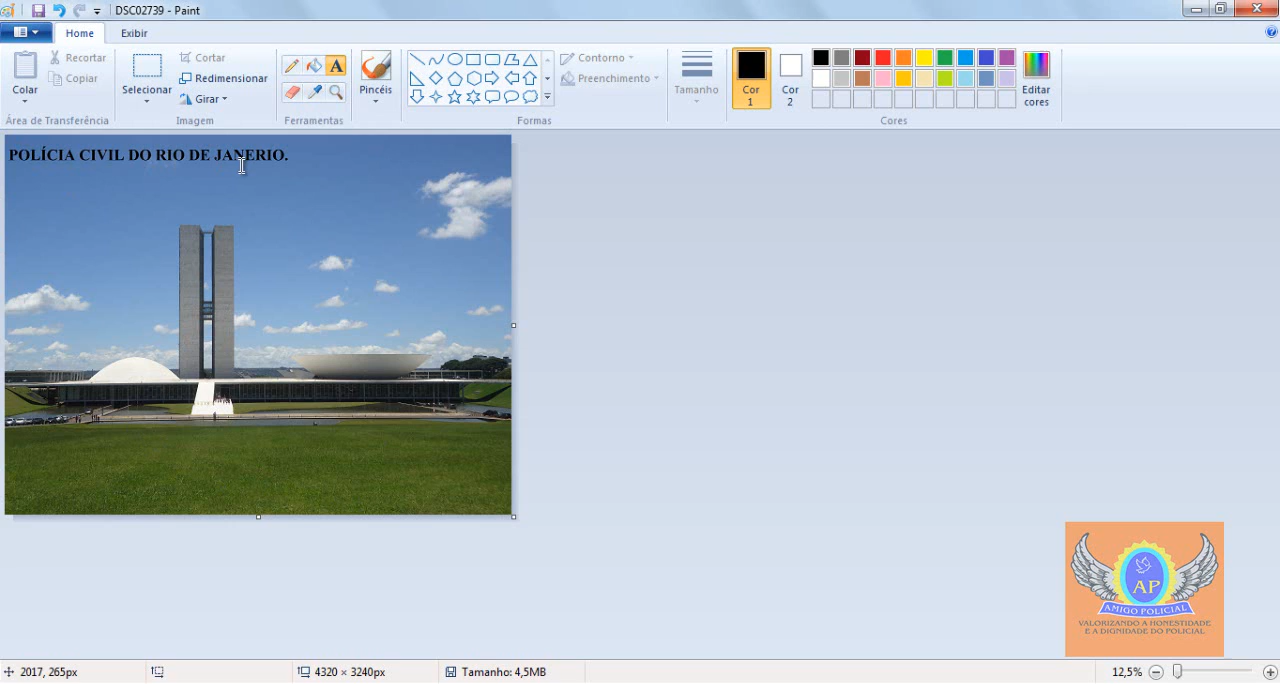 DSC02739 - Paint
Home
Exibir
Colar
Recortar
Copiar
Área de Transferência
Selecionar
Cortar
Redimensionar
Girar
Imagem
A
Ferramentas
Pincéis
Contorno
Preenchimento
Formas
Tamanho
Cor 1
Cor 2
Editar cores
Cores
POLÍCIA CIVIL DO RIO DE JANERIO.
AP
AMIGO POLICIAL
VALORIZANDO A HONESTIDADE
E A DIGNIDADE DO POLICIAL
2017, 265px
4320 × 3240px
Tamanho: 4,5MB
12,5%